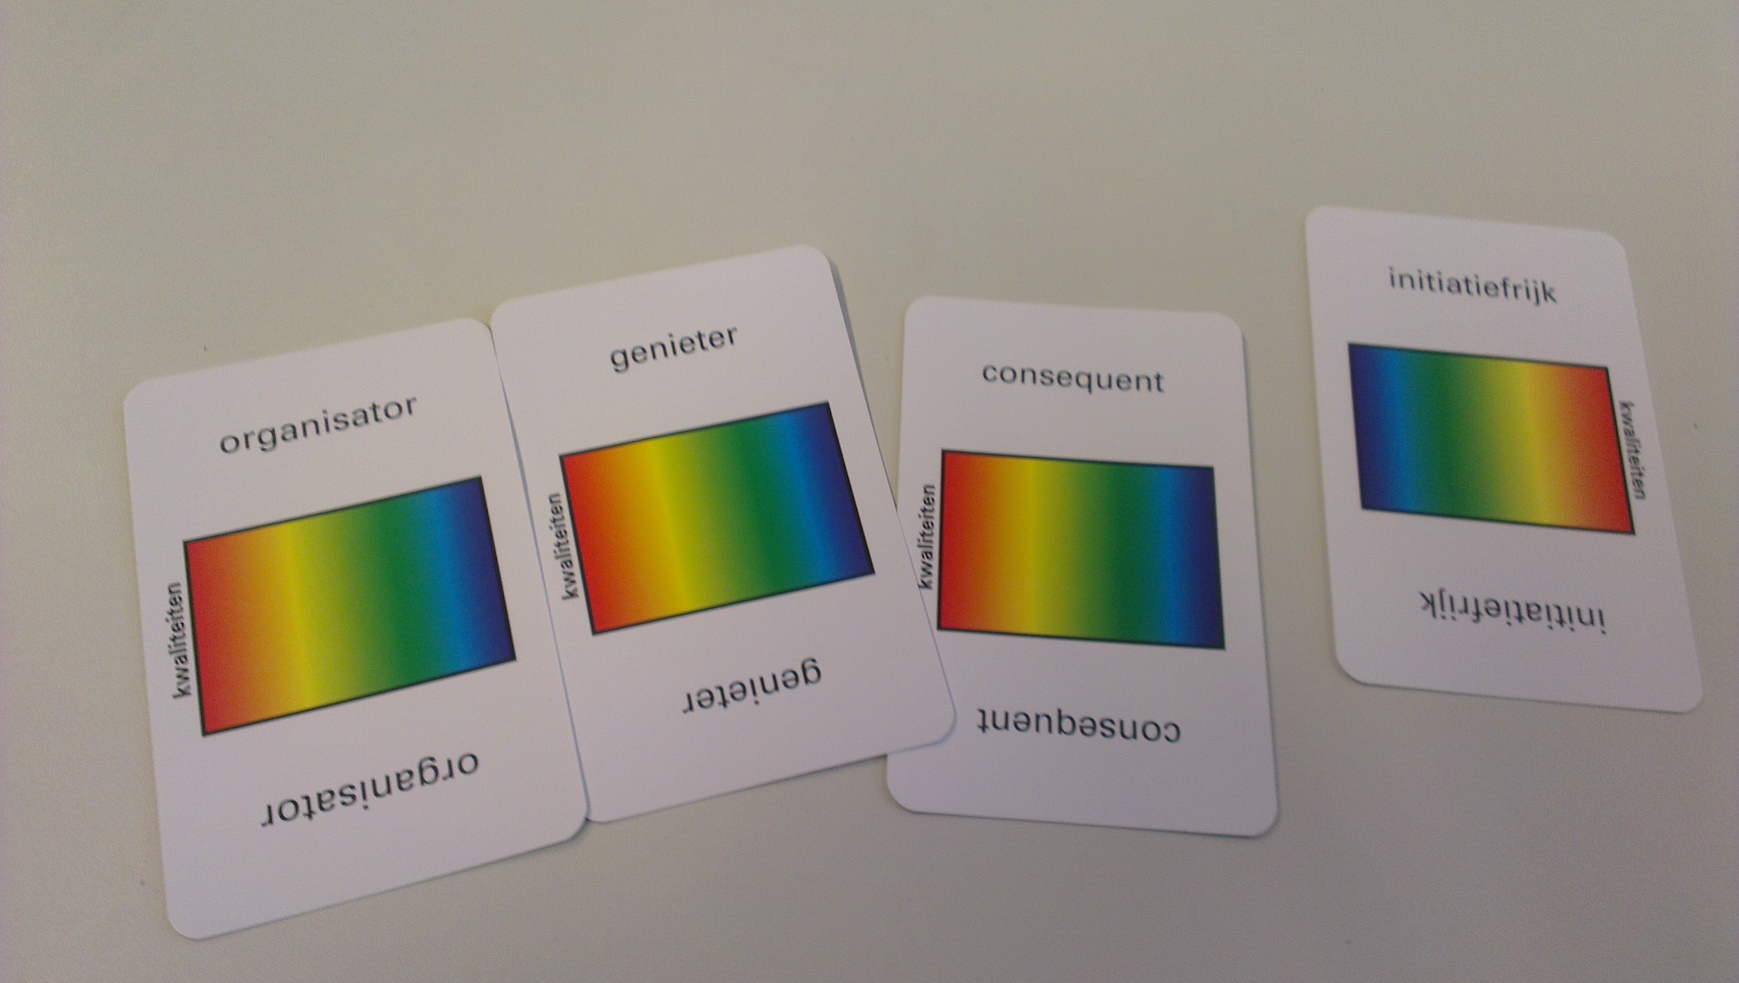 organisator
kwaliteiten
organisator
genieter
kwaliteiten
genieter
consequent
kwaliteiten
consequent
initiatiefrijk
kwaliteiten
initiatiefrijk